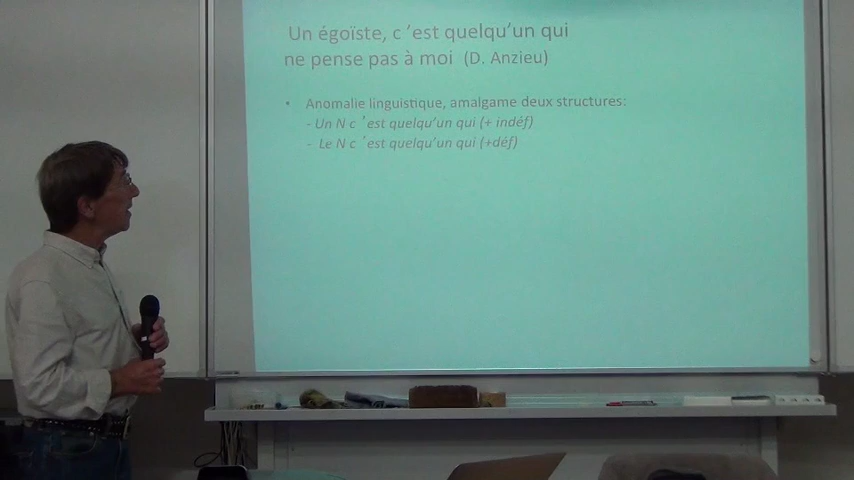 Un égoïste, c 'est quelqu'un qui
ne pense pas à moi (D. Anzieu)
• Anomalie linguistique, amalgame deux structures:
- Un N c 'est quelqu'un qui (+ indéf)
- Le N c 'est quelqu'un qui (+déf)